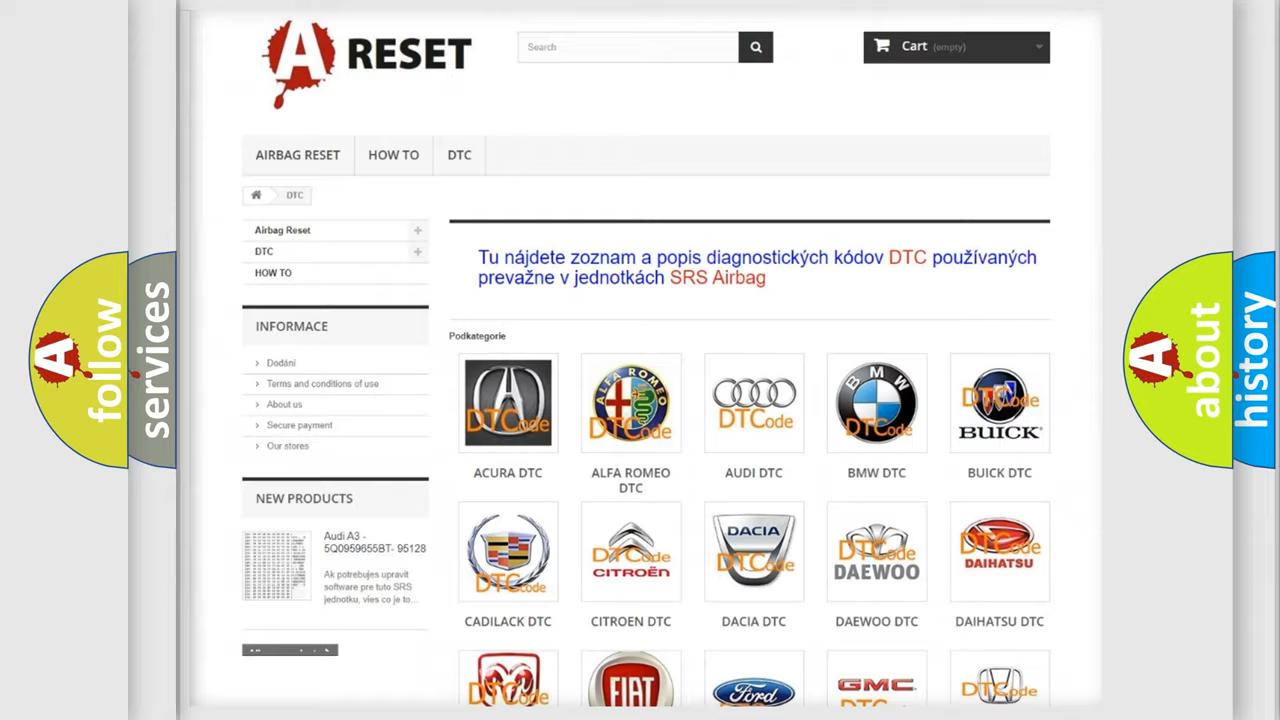 A RESET
Search
Cart (empty)
AIRBAG RESET
HOW TO
DTC
DTC
Airbag Reset
DTC
HOW TO
Tu nájdete zoznam a popis diagnostických kódov DTC používaných
prevažne v jednotkách SRS Airbag
INFORMACE
Dodání
Terms and conditions of use
About us
Secure payment
Our stores
NEW PRODUCTS
Audi A3 -
5Q0959655BT- 95128
Ak potrebujes upravit
software pre tuto SRS
jednotku, vies co je to...
Podkategorie
DTCode
ALFA ROMEO
DTCode
DTCode
BMW
DTCode
DTCode
BUICK
ACURA DTC
ALFA ROMEO
DTC
AUDI DTC
BMW DTC
BUICK DTC
DTCode
DTCode
CITROËN
DACIA
DTCode
DTCode
DAEWOO
DTCode
DAIHATSU
CADILACK DTC
CITROEN DTC
DACIA DTC
DAEWOO DTC
DAIHATSU DTC
DTCode
FIAT
Ford
GMC
DTCode
A follow
services
A about
history